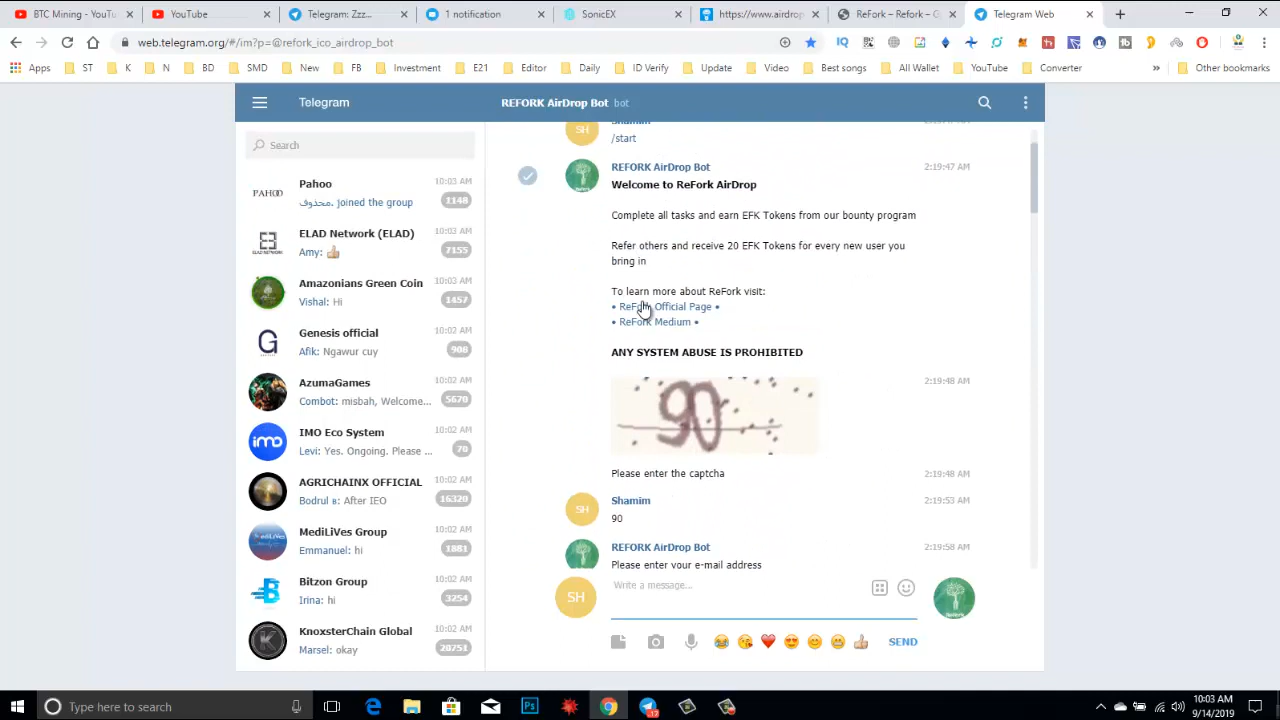 BTC Mining - YouTu
YouTube
Telegram: Zzz...
1 notification
SonicEX
https://www.airdrop
ReFork – Refork – G
Telegram Web
web.telegram.org/#/im?p=@refork_ico_airdrop_bot
Apps
ST
K
N
BD
SMD
New
FB
Investment
E21
Editor
Daily
ID Verify
Update
Video
Best songs
All Wallet
YouTube
Converter
»
Other bookmarks
Telegram
REFORK AirDrop Bot bot
Search
Pahoo 10:03 AM
محذوف. joined the group 1148
ELAD Network (ELAD) 10:03 AM
Amy: 👍 7155
Amazonians Green Coin 10:03 AM
Vishal: Hi 1457
Genesis official 10:02 AM
Afik: Ngawur cuy 908
AzumaGames 10:02 AM
Combot: misbah, Welcome... 5670
IMO Eco System 10:02 AM
Levi: Yes. Ongoing. Please ... 70
AGRICHAINX OFFICIAL 10:02 AM
Bodrul в: After IEO 16320
MediLiVes Group 10:02 AM
Emmanuel: hi 1881
Bitzon Group 10:02 AM
Irina: hi 3254
KnoxsterChain Global 10:02 AM
Marsel: okay 20751
SH
Shamim
/start
REFORK AirDrop Bot 2:19:47 AM
Welcome to ReFork AirDrop
Complete all tasks and earn EFK Tokens from our bounty program
Refer others and receive 20 EFK Tokens for every new user you
bring in
To learn more about ReFork visit:
• ReFork Official Page •
• ReFork Medium •
ANY SYSTEM ABUSE IS PROHIBITED
2:19:48 AM
90
Please enter the captcha 2:19:48 AM
SH
Shamim 2:19:53 AM
90
REFORK AirDrop Bot 2:19:58 AM
Please enter your e-mail address
SH
Write a message...
SEND
Type here to search
17
10:03 AM
9/14/2019